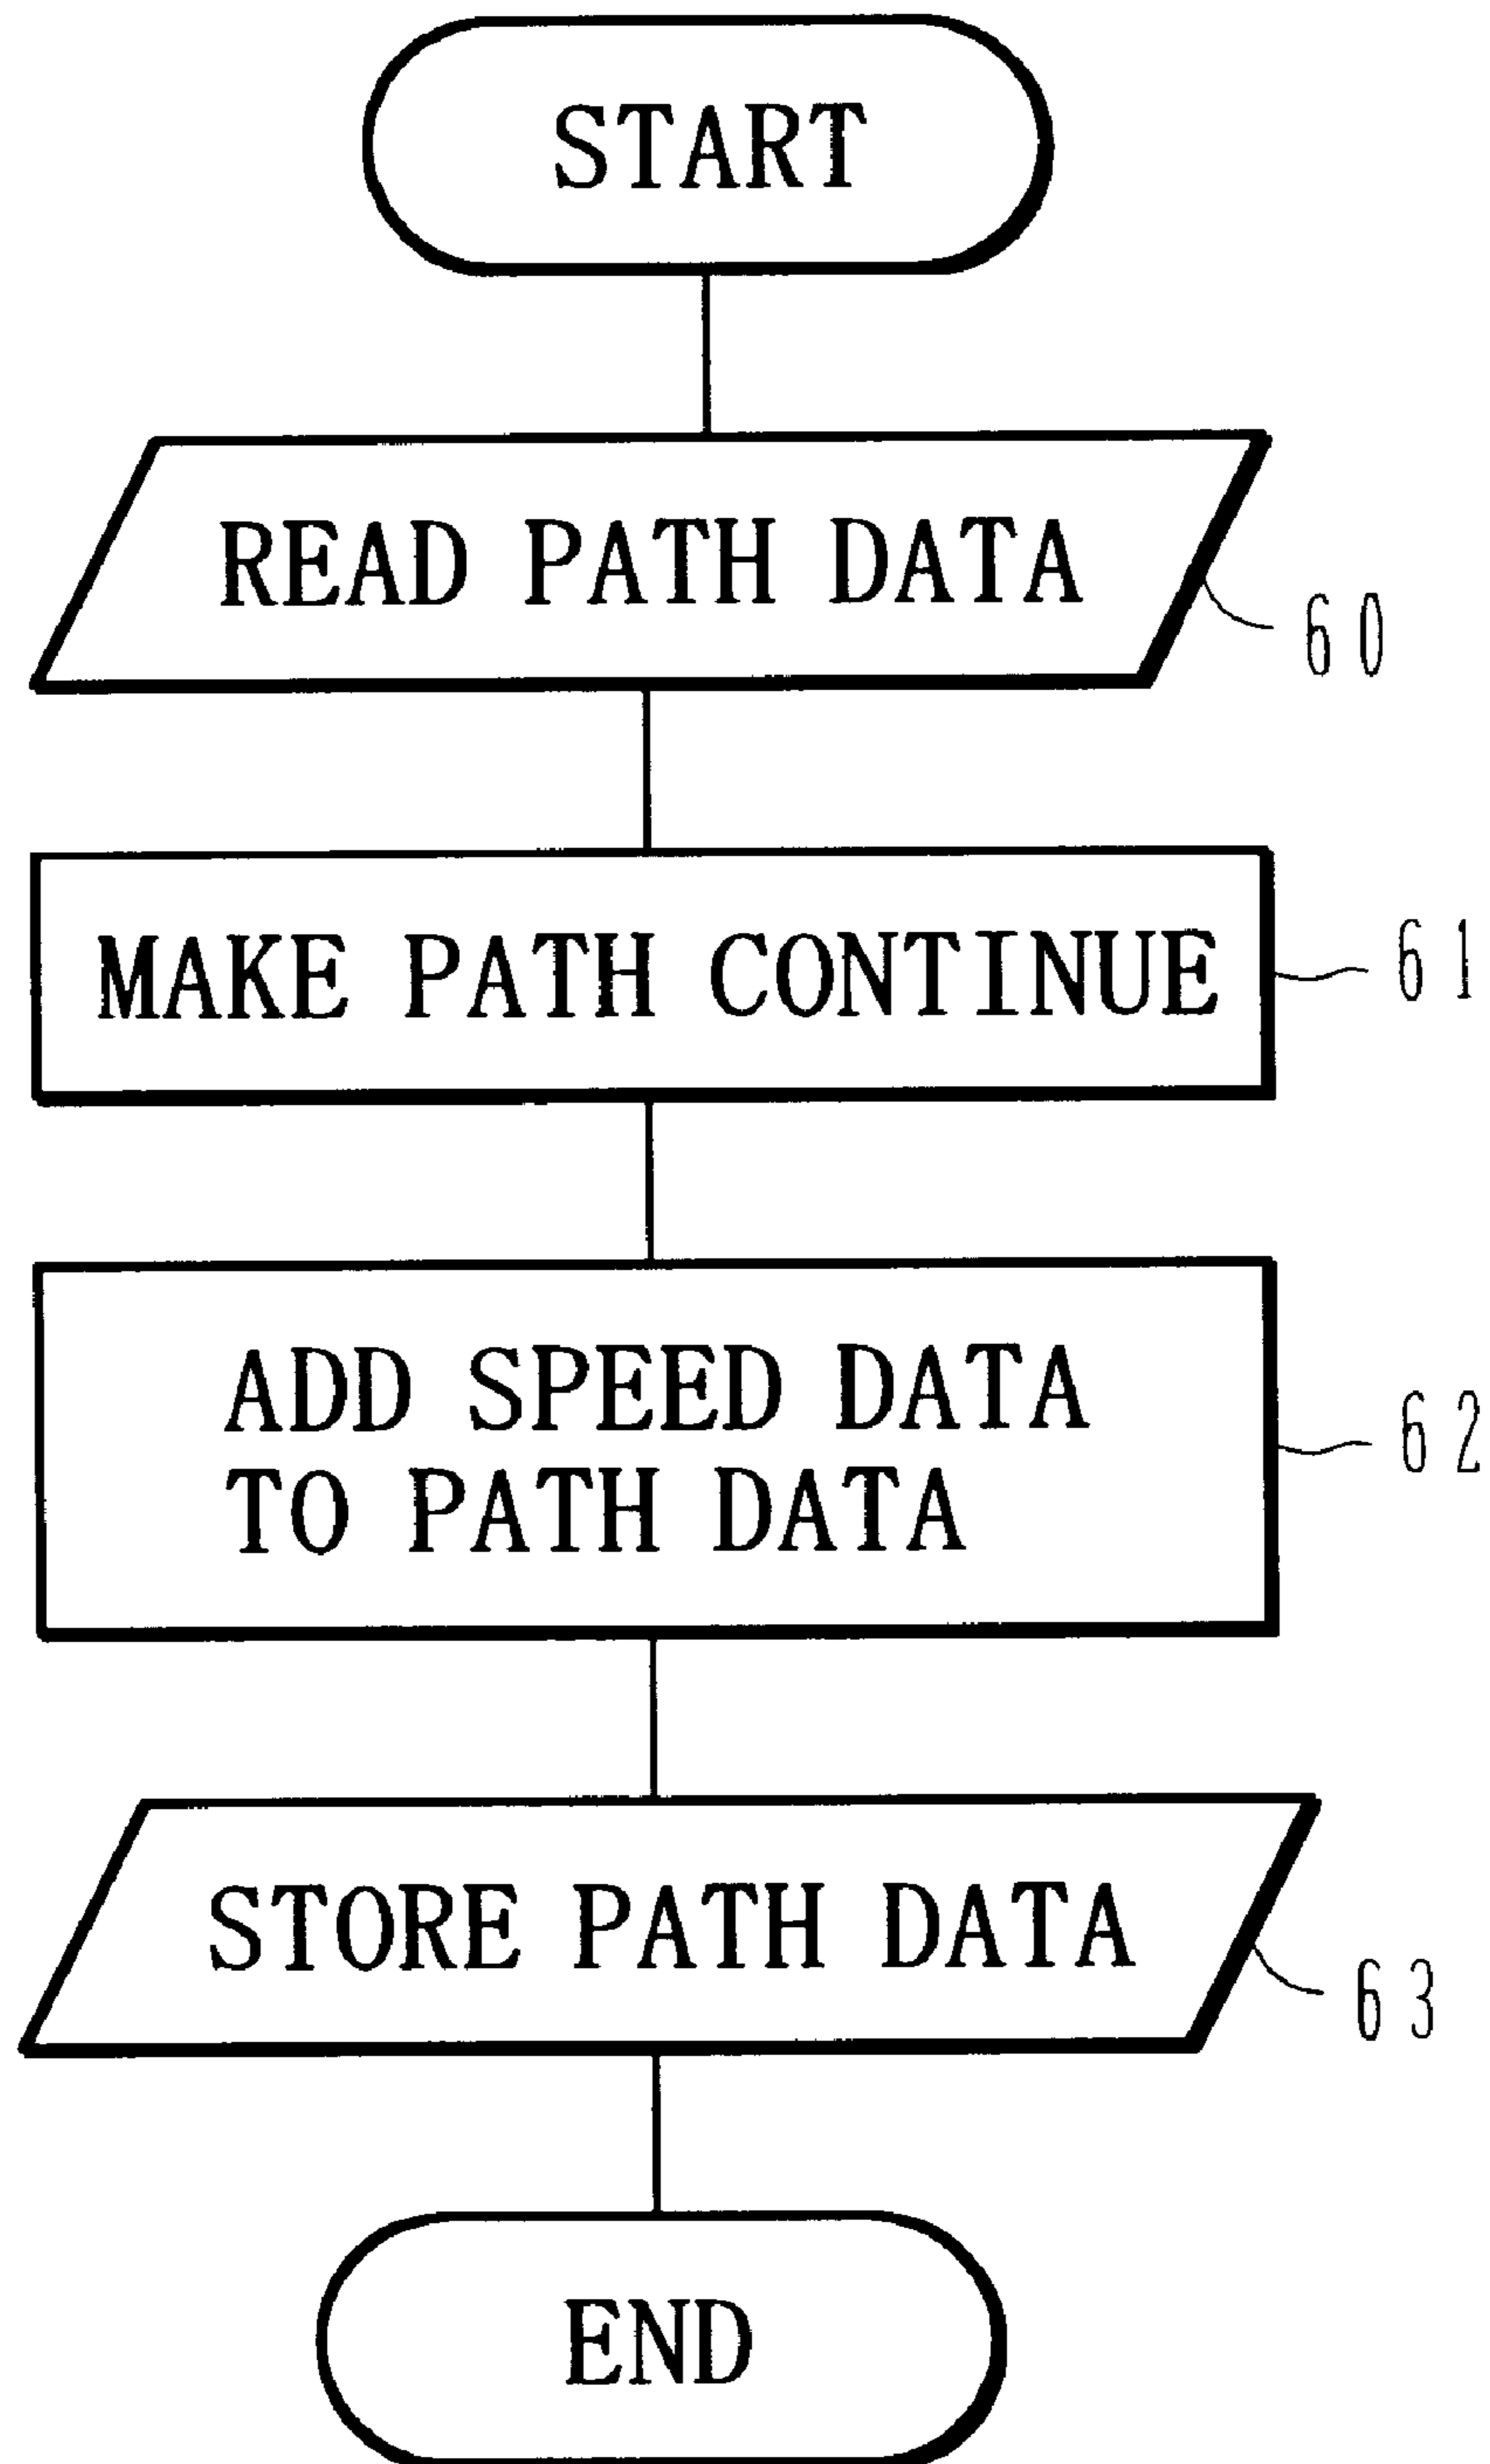 START
READ PATH DATA
60
MAKE PATH CONTINUE
61
ADD SPEED DATA
TO PATH DATA
62
STORE PATH DATA
63
END